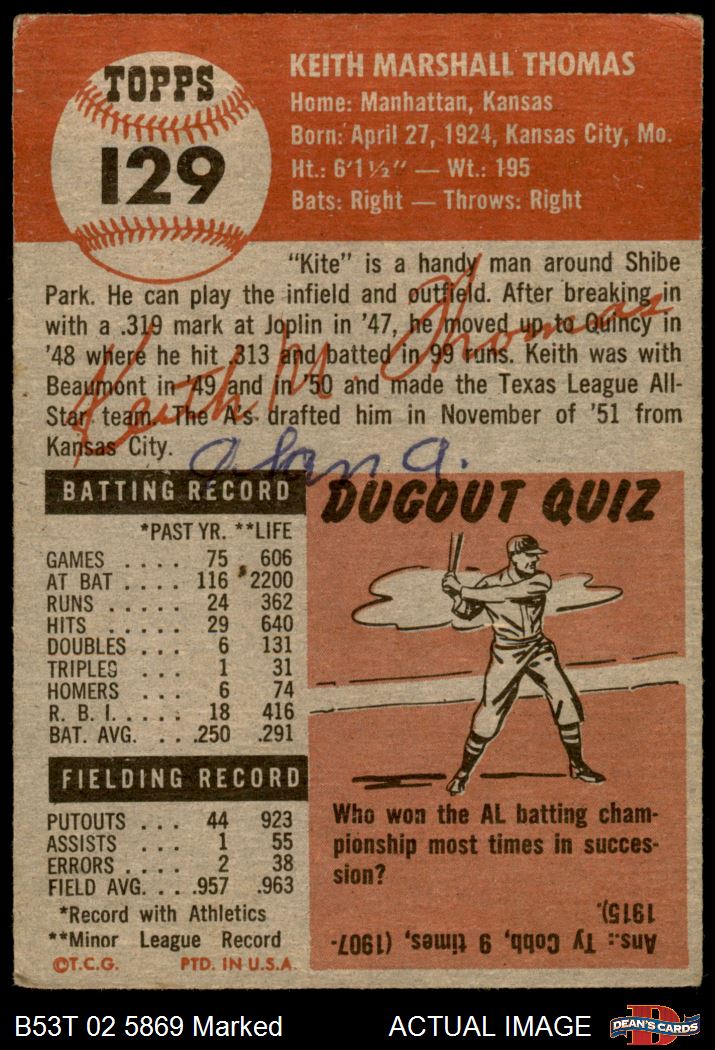 TOPPS
129
KEITH MARSHALL THOMAS
Home: Manhattan, Kansas
Born: April 27, 1924, Kansas City, Mo.
Ht.: 6'1½" — Wt.: 195
Bats: Right — Throws: Right
"Kite" is a handy man around Shibe
Park. He can play the infield and outfield. After breaking in
with a .319 mark at Joplin in '47, he moved up to Quincy in
'48 where he hit .313 and batted in 99 runs. Keith was with
Beaumont in '49 and in '50 and made the Texas League All-
Star team. The A's drafted him in November of '51 from
Kansas City.
Keith M. Thomas
alan a.
BATTING RECORD
*PAST YR. **LIFE
GAMES .... 75 606
AT BAT .... 116 2200
RUNS ..... 24 362
HITS ..... 29 640
DOUBLES ... 6 131
TRIPLES .... 1 31
HOMERS .... 6 74
R. B. I. .... 18 416
BAT. AVG. ... .250 .291
FIELDING RECORD
PUTOUTS ... 44 923
ASSISTS .... 1 55
ERRORS .... 2 38
FIELD AVG. ... .957 .963
*Record with Athletics
**Minor League Record
©T.C.G. PTD. IN U.S.A.
DUGOUT QUIZ
Who won the AL batting cham-
pionship most times in succes-
sion?
Ans.: Ty Cobb, 9 times, (1907-
1915).
B53T 02 5869 Marked
ACTUAL IMAGE
D
DEAN'S CARDS